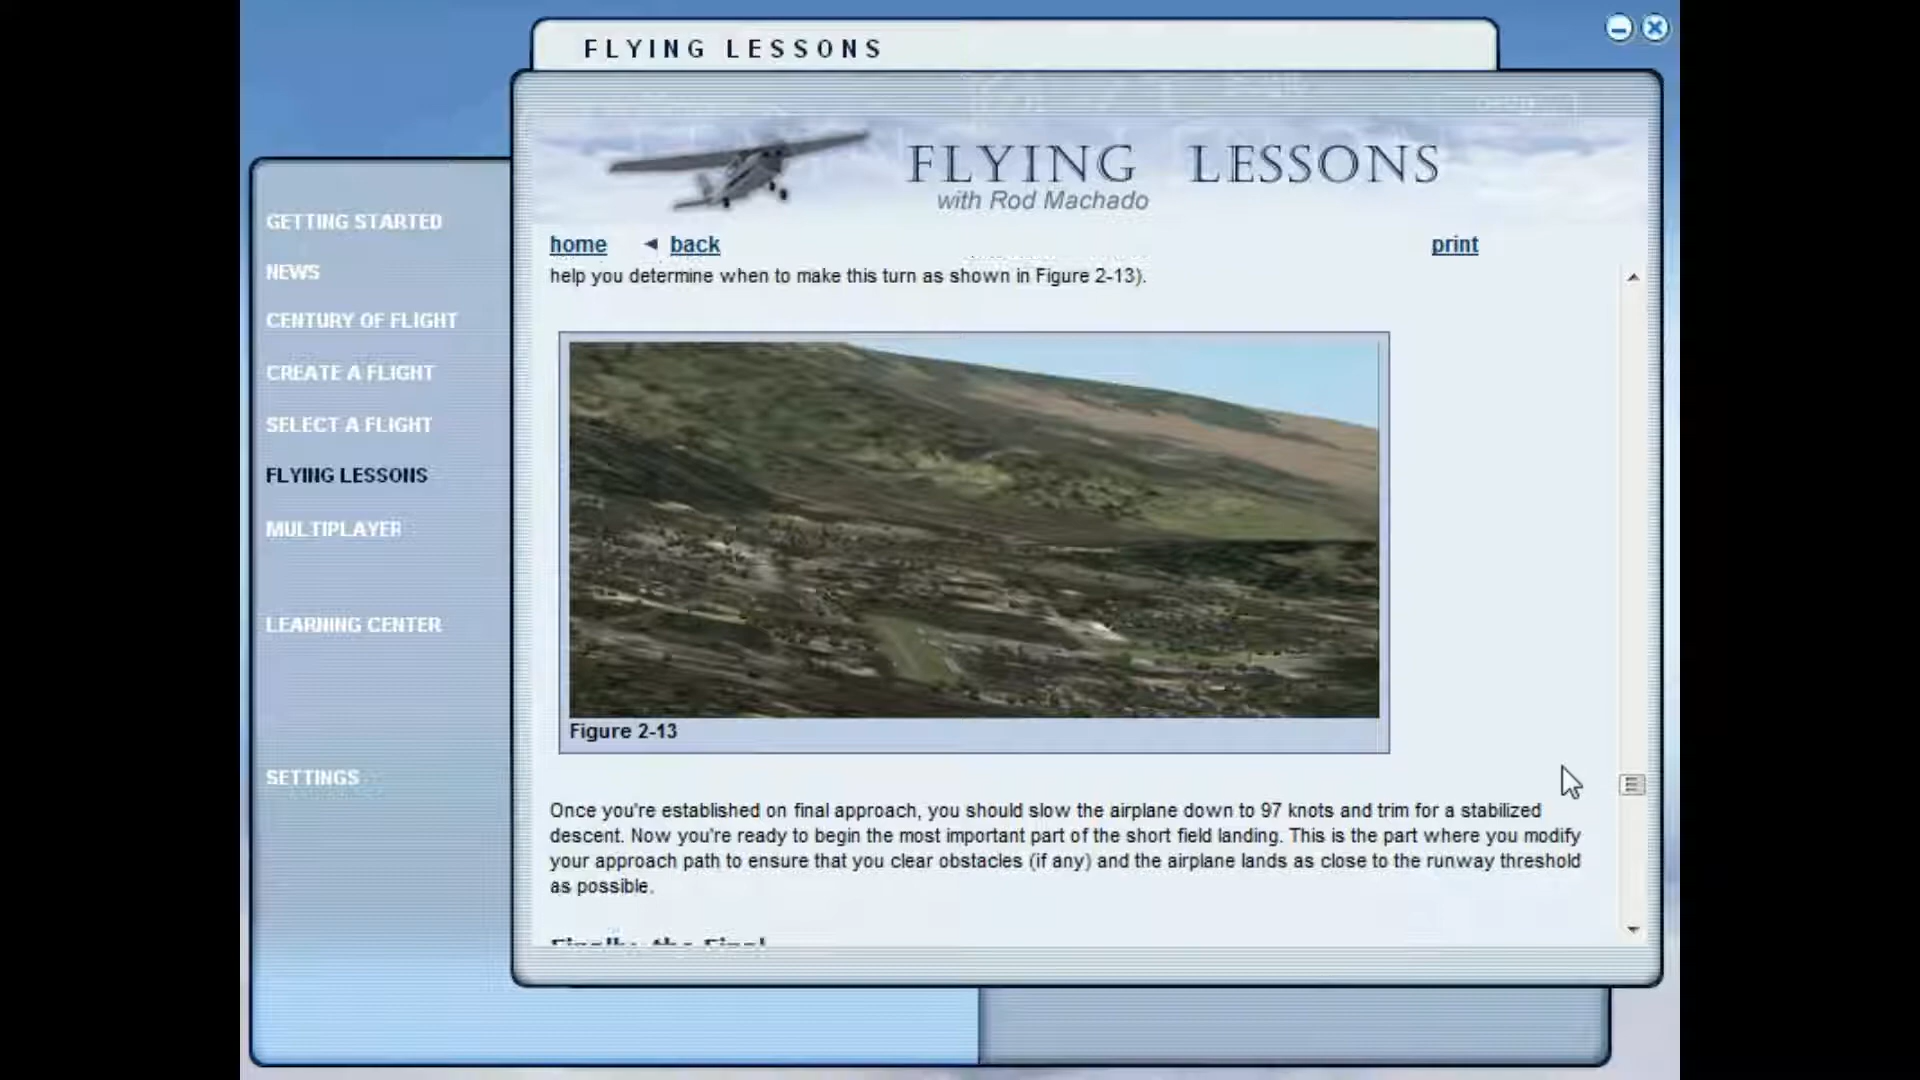 FLYING LESSONS
FLYING LESSONS
with Rod Machado
home
back
print
GETTING STARTED
NEWS
CENTURY OF FLIGHT
CREATE A FLIGHT
SELECT A FLIGHT
FLYING LESSONS
MULTIPLAYER
LEARNING CENTER
SETTINGS
help you determine when to make this turn as shown in Figure 2-13).
Figure 2-13
Once you're established on final approach, you should slow the airplane down to 97 knots and trim for a stabilized
descent. Now you're ready to begin the most important part of the short field landing. This is the part where you modify
your approach path to ensure that you clear obstacles (if any) and the airplane lands as close to the runway threshold
as possible.
Finally, the Final